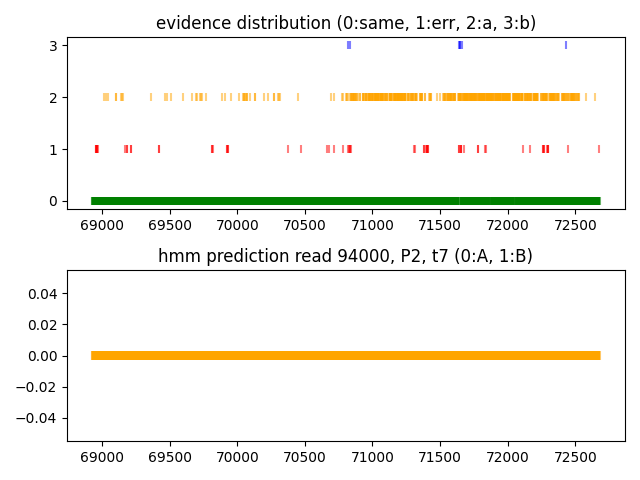 evidence distribution (0:same, 1:err, 2:a, 3:b)
3
2
1
0
69000 69500 70000 70500 71000 71500 72000 72500
hmm prediction read 94000, P2, t7 (0:A, 1:B)
0.04
0.02
0.00
−0.02
−0.04
69000 69500 70000 70500 71000 71500 72000 72500